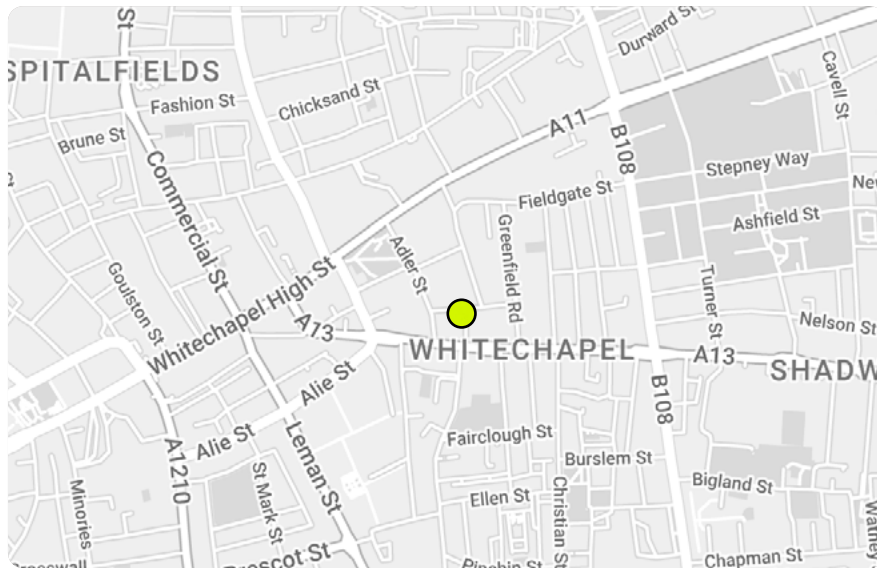 St
Durward St
SPITALFIELDS
Cavell St
Fashion St
Chicksand St
A11
Brune St
B108
Commercial St
Stepney Way
Fieldgate St
Ashfield St
Greenfield Rd
Adler St
Goulston St
Whitechapel High St
Turner St
A13
Nelson St
WHITECHAPEL
A13
SHADW
Alie St
B108
Alie St
Leman St
Fairclough St
A1210
Burslem St
St Mark St
Minories
Bigland St
Ellen St
Christian St
Chapman St